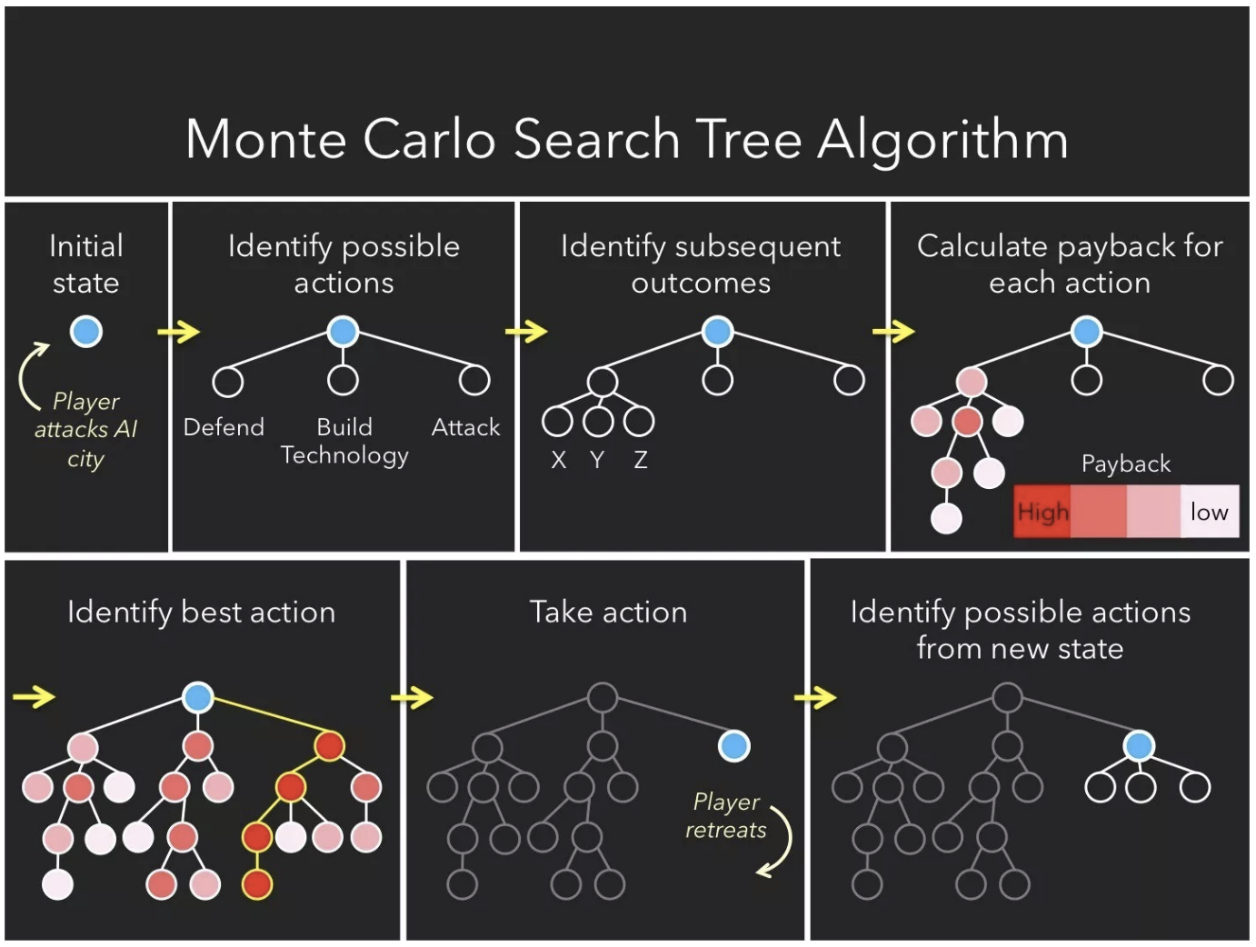 Monte Carlo Search Tree Algorithm
Initial
state
Player
attacks AI
city
Identify possible
actions
Defend
Build
Technology
Attack
Identify subsequent
outcomes
X
Y
Z
Calculate payback for
each action
Payback
High
low
Identify best action
Take action
Player
retreats
Identify possible actions
from new state